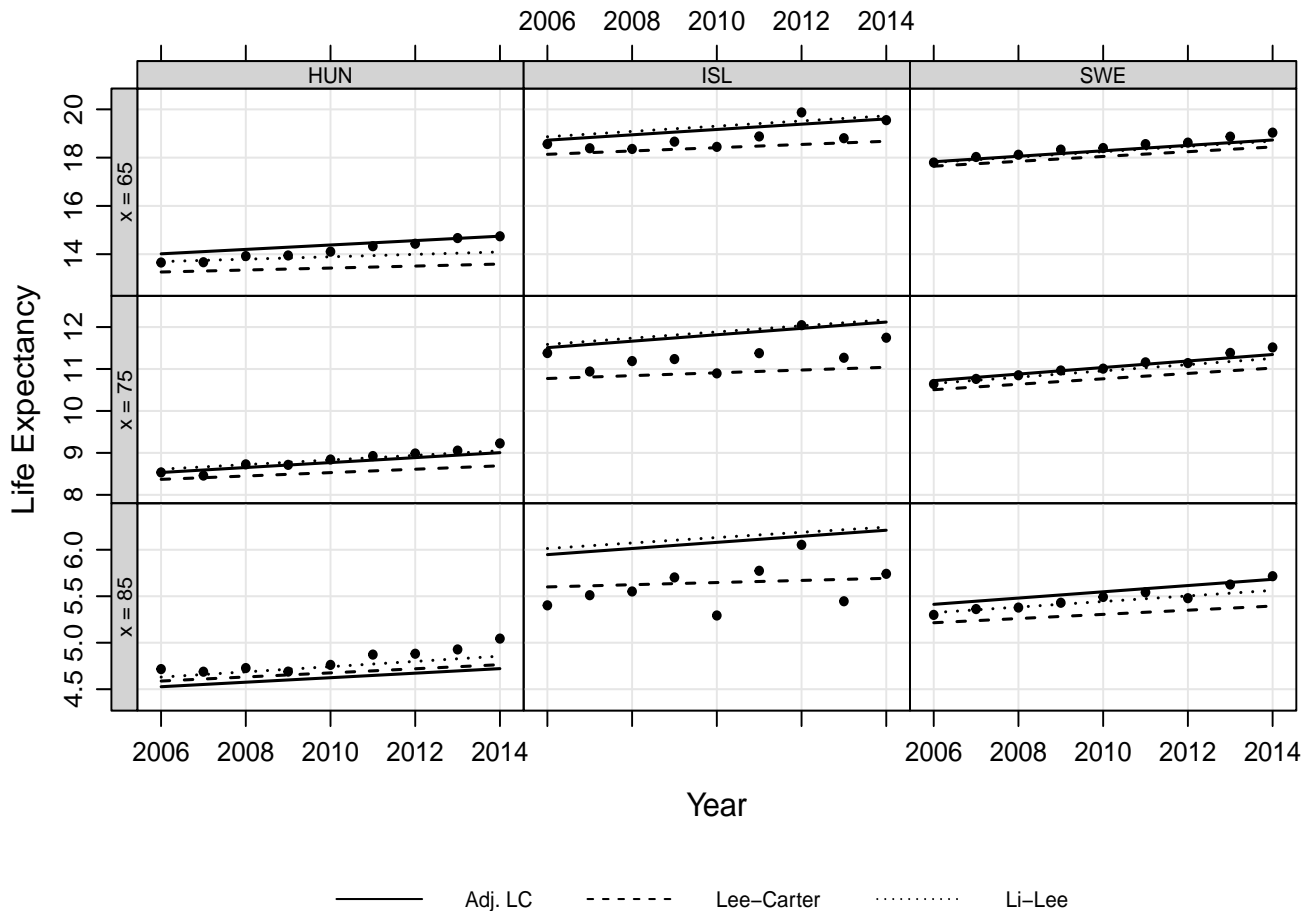 2006 2008 2010 2012 2014
HUN ISL SWE
x = 65
20
18
16
14
x = 75
12
11
10
9
8
x = 85
6.0
5.5
5.0
4.5
Life Expectancy
2006 2008 2010 2012 2014 2006 2008 2010 2012 2014
Year
Adj. LC Lee−Carter Li−Lee